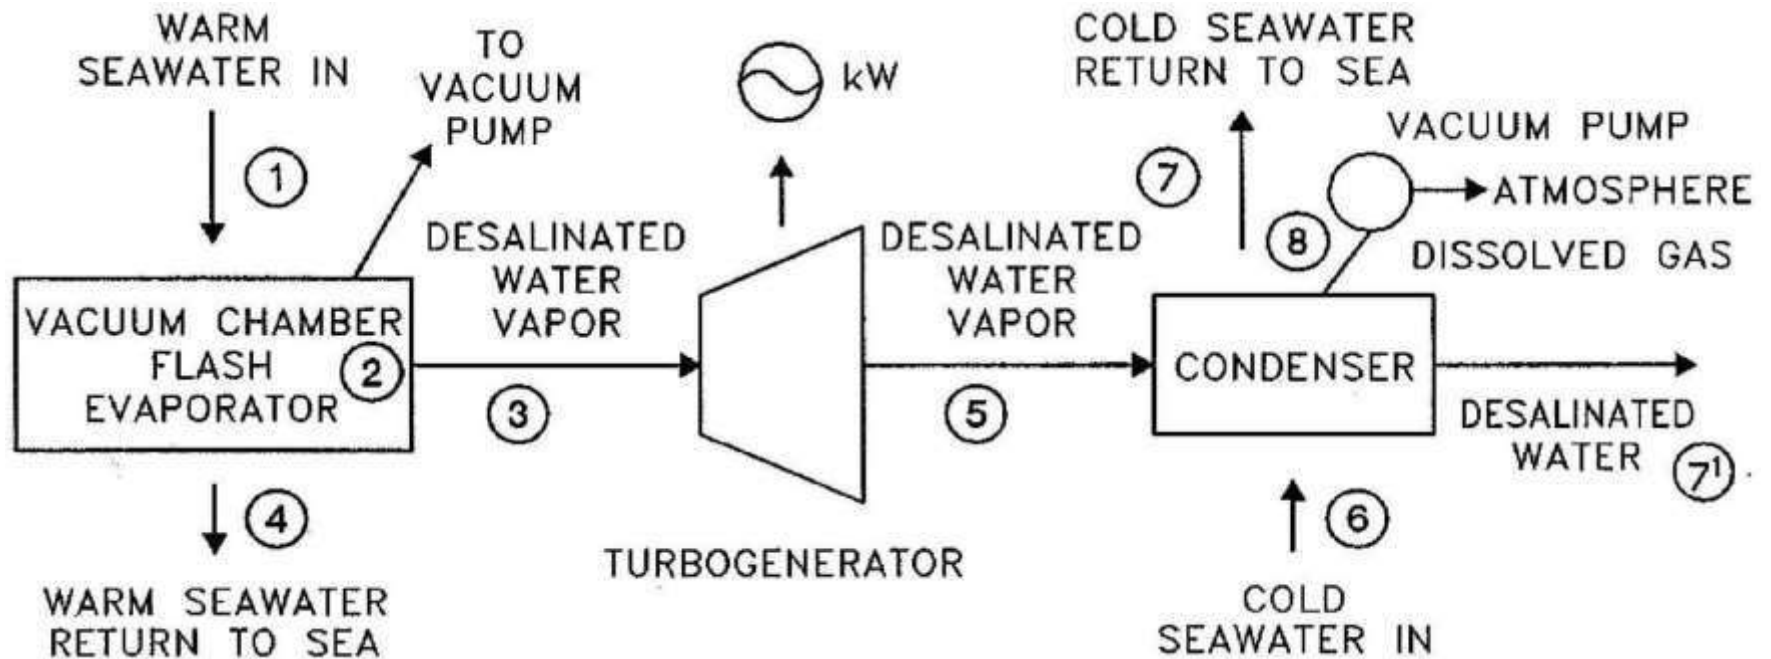 WARM
SEAWATER IN
1
TO
VACUUM
PUMP
kW
COLD SEAWATER
RETURN TO SEA
7
VACUUM PUMP
ATMOSPHERE
8
DISSOLVED GAS
VACUUM CHAMBER
FLASH
EVAPORATOR
2
DESALINATED
WATER
VAPOR
3
DESALINATED
WATER
VAPOR
5
CONDENSER
DESALINATED
WATER
7¹
4
WARM SEAWATER
RETURN TO SEA
TURBOGENERATOR
6
COLD
SEAWATER IN